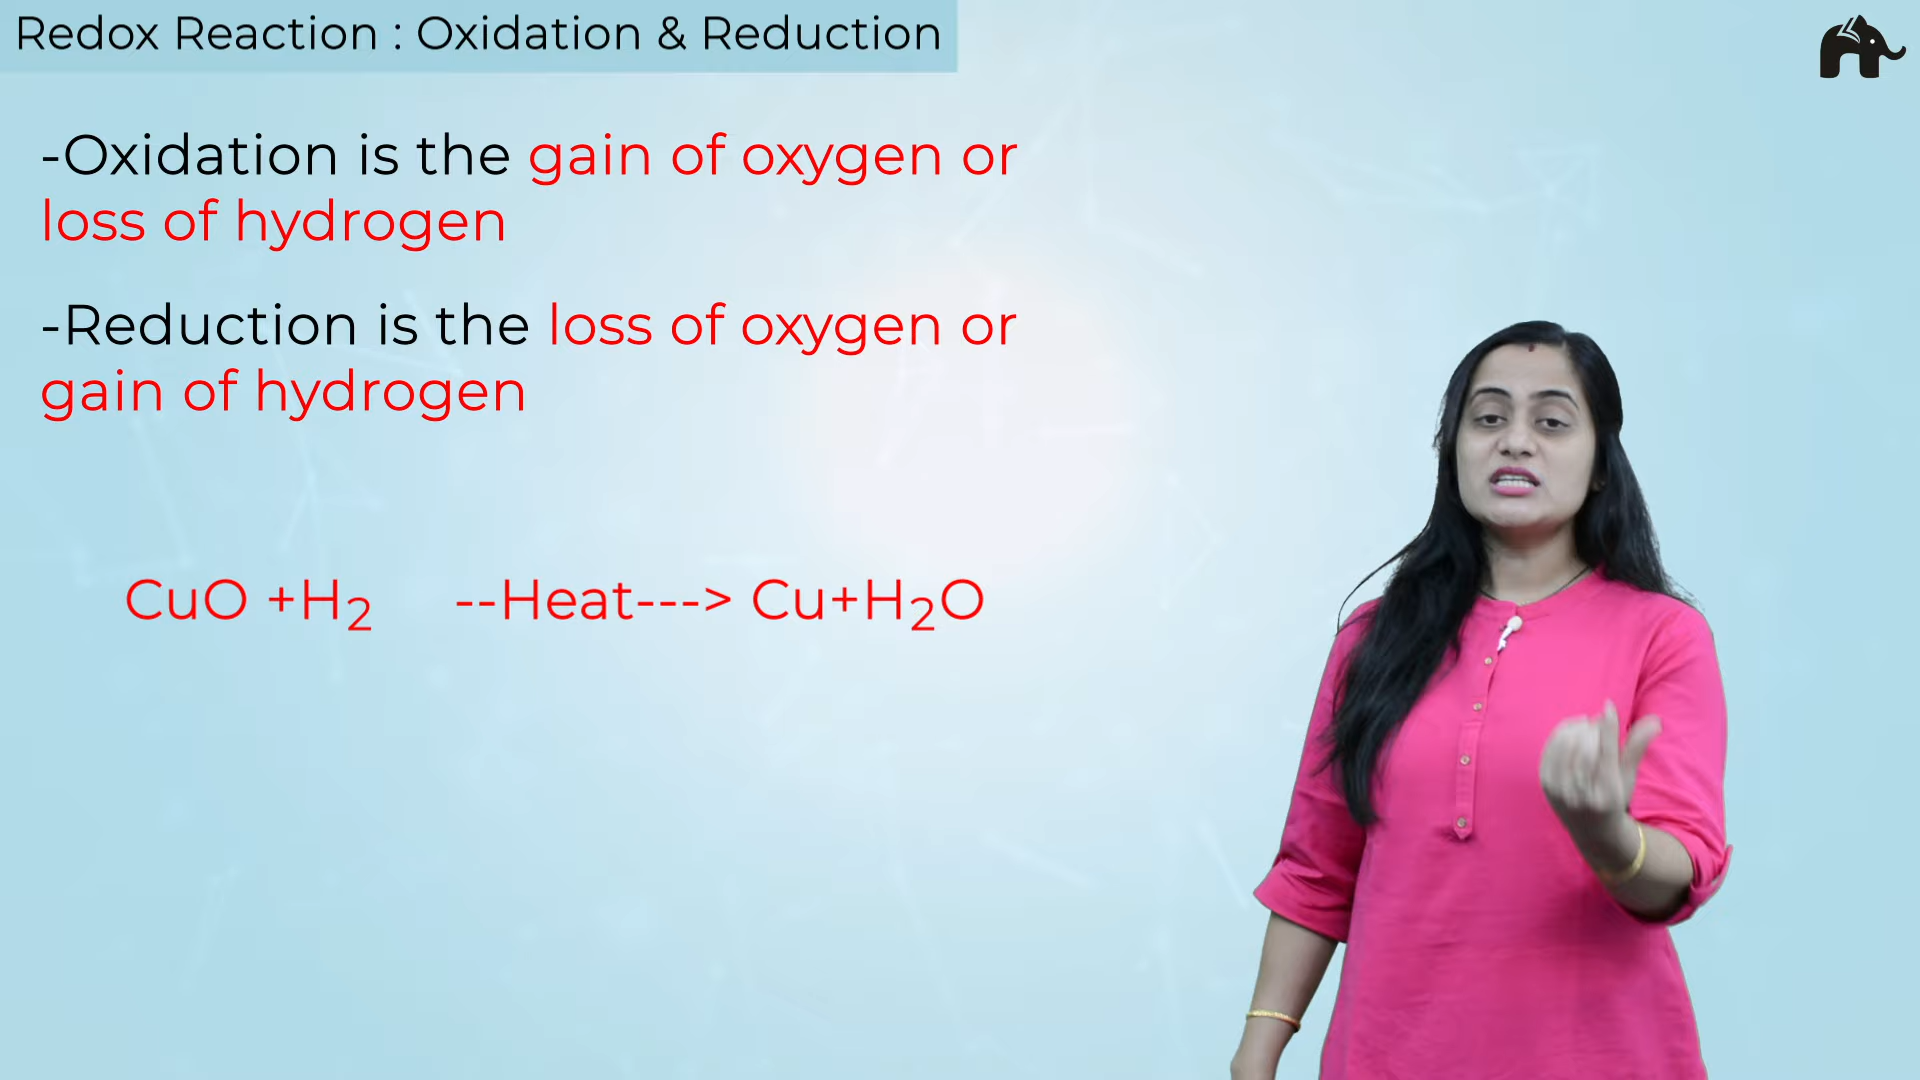 Redox Reaction : Oxidation & Reduction
-Oxidation is the gain of oxygen or
loss of hydrogen
-Reduction is the loss of oxygen or
gain of hydrogen
CuO +H₂ --Heat---> Cu+H₂O